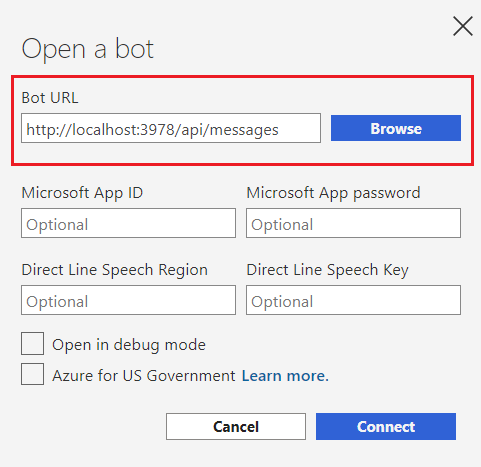 Open a bot
Bot URL
http://localhost:3978/api/messages
Browse
Microsoft App ID Microsoft App password
Optional Optional
Direct Line Speech Region Direct Line Speech Key
Optional Optional
Open in debug mode
Azure for US Government Learn more.
Cancel Connect